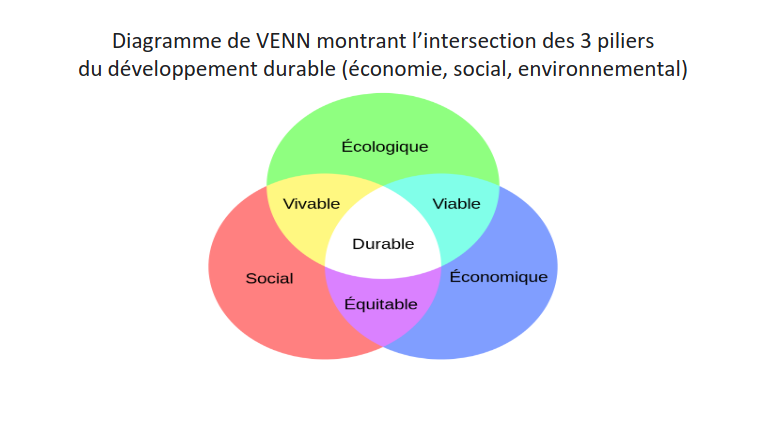 Diagramme de VENN montrant l’intersection des 3 piliers
du développement durable (économie, social, environnemental)
Écologique
Vivable
Viable
Durable
Social
Économique
Équitable